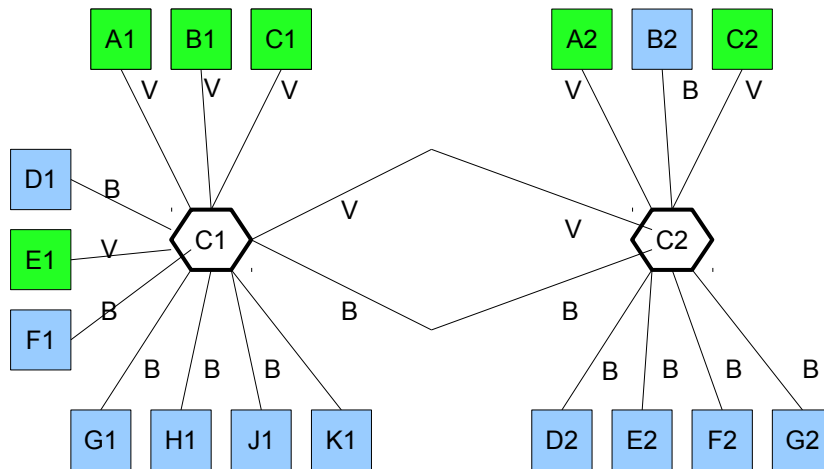 A1 B1 C1 A2 B2 C2
V V V V B V
D1 B
V V
E1 V C1 C2
F1 B B B
B B B B B B B
G1 H1 J1 K1 D2 E2 F2 G2